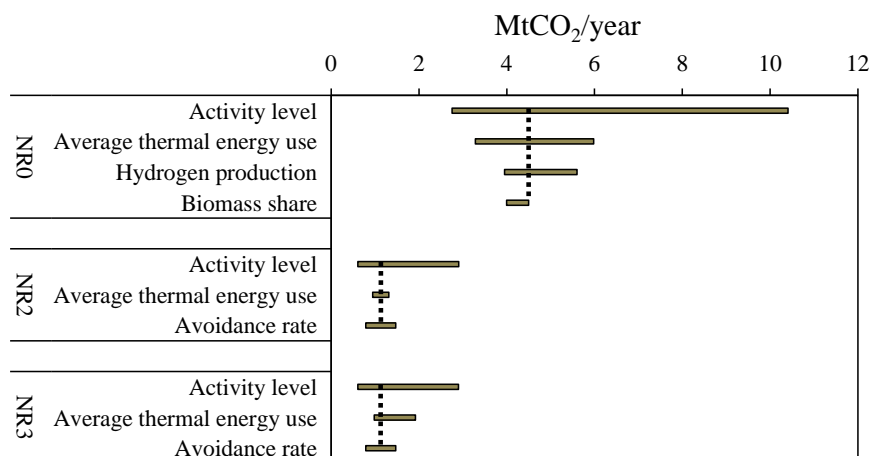 MtCO₂/year
0 2 4 6 8 10 12
NR0
Activity level
Average thermal energy use
Hydrogen production
Biomass share
NR2
Activity level
Average thermal energy use
Avoidance rate
NR3
Activity level
Average thermal energy use
Avoidance rate